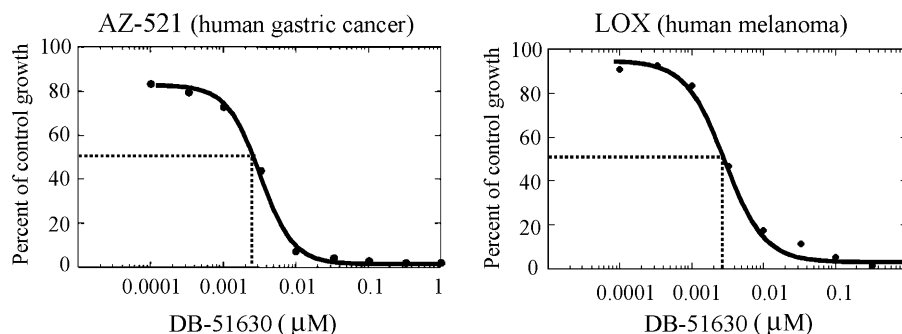 AZ-521 (human gastric cancer)
Percent of control growth
100
80
60
40
20
0
0.0001 0.001 0.01 0.1 1
DB-51630 (μM)
LOX (human melanoma)
Percent of control growth
100
80
60
40
20
0
0.0001 0.001 0.01 0.1 1
DB-51630 (μM)